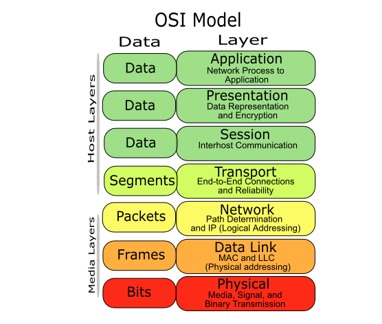 OSI Model
Data Layer
Host Layers
Data
Application
Network Process to
Application
Data
Presentation
Data Representation
and Encryption
Data
Session
Interhost Communication
Segments
Transport
End-to-End Connections
and Reliability
Media Layers
Packets
Network
Path Determination
and IP (Logical Addressing)
Frames
Data Link
MAC and LLC
(Physical addressing)
Bits
Physical
Media, Signal, and
Binary Transmission